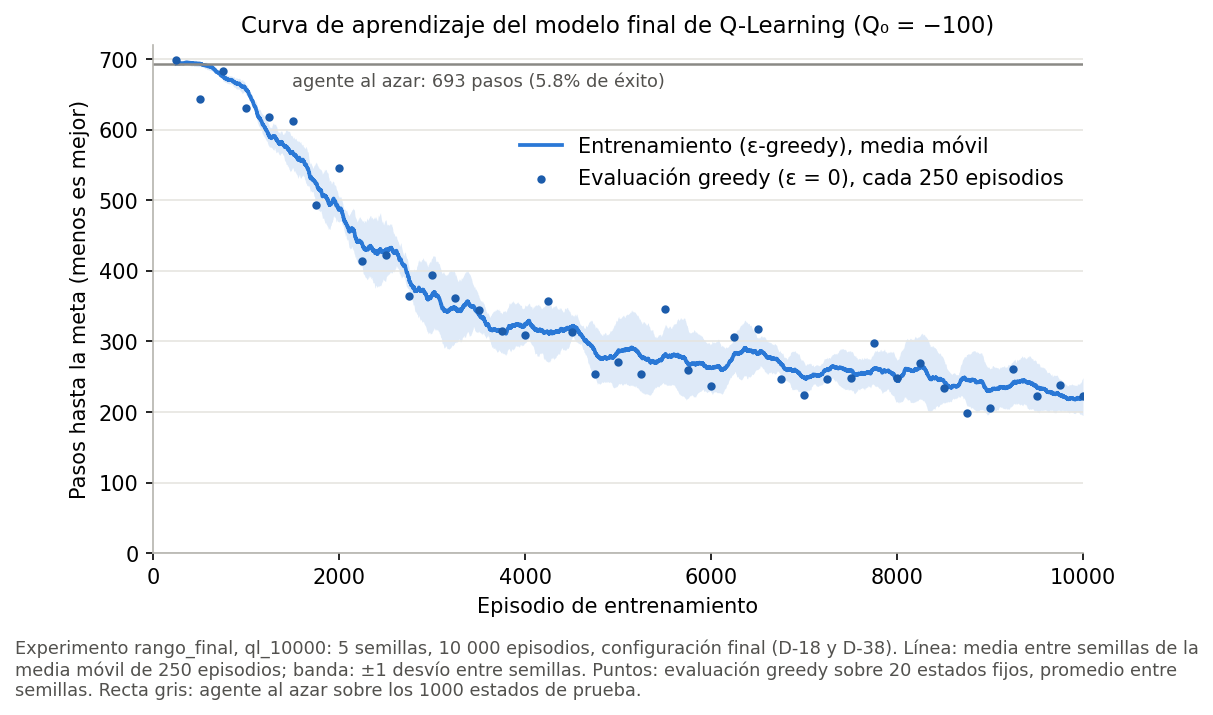 Curva de aprendizaje del modelo final de Q-Learning (Q₀ = −100)
Pasos hasta la meta (menos es mejor)
700
600
500
400
300
200
100
0
agente al azar: 693 pasos (5.8% de éxito)
Entrenamiento (ε-greedy), media móvil
Evaluación greedy (ε = 0), cada 250 episodios
0
2000
4000
6000
8000
10000
Episodio de entrenamiento
Experimento rango_final, ql_10000: 5 semillas, 10 000 episodios, configuración final (D-18 y D-38). Línea: media entre semillas de la
media móvil de 250 episodios; banda: ±1 desvío entre semillas. Puntos: evaluación greedy sobre 20 estados fijos, promedio entre
semillas. Recta gris: agente al azar sobre los 1000 estados de prueba.